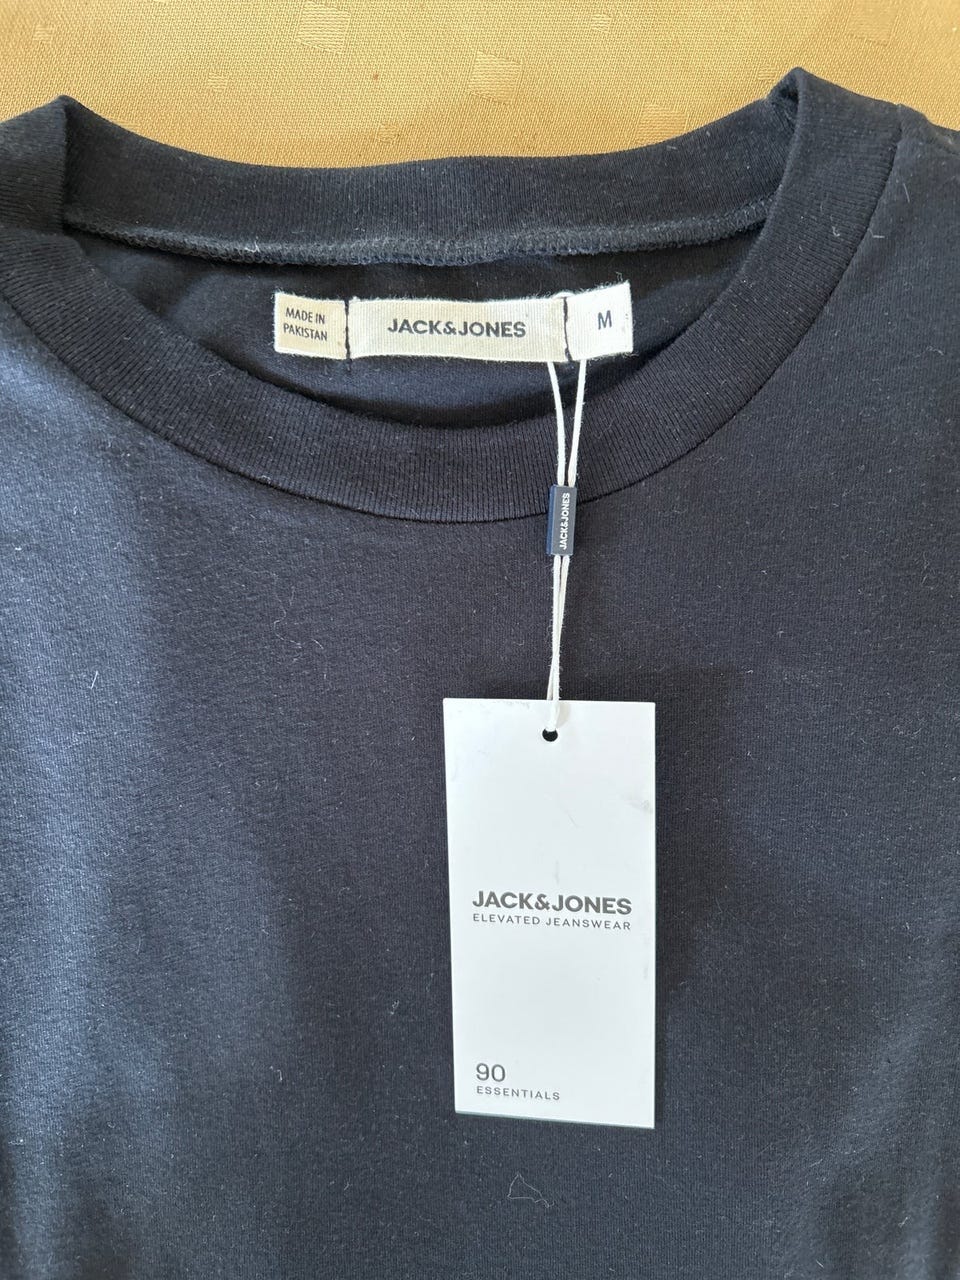 MADE IN
PAKISTAN
JACK&JONES
M
JACK&JONES
JACK&JONES
ELEVATED JEANSWEAR
90
ESSENTIALS